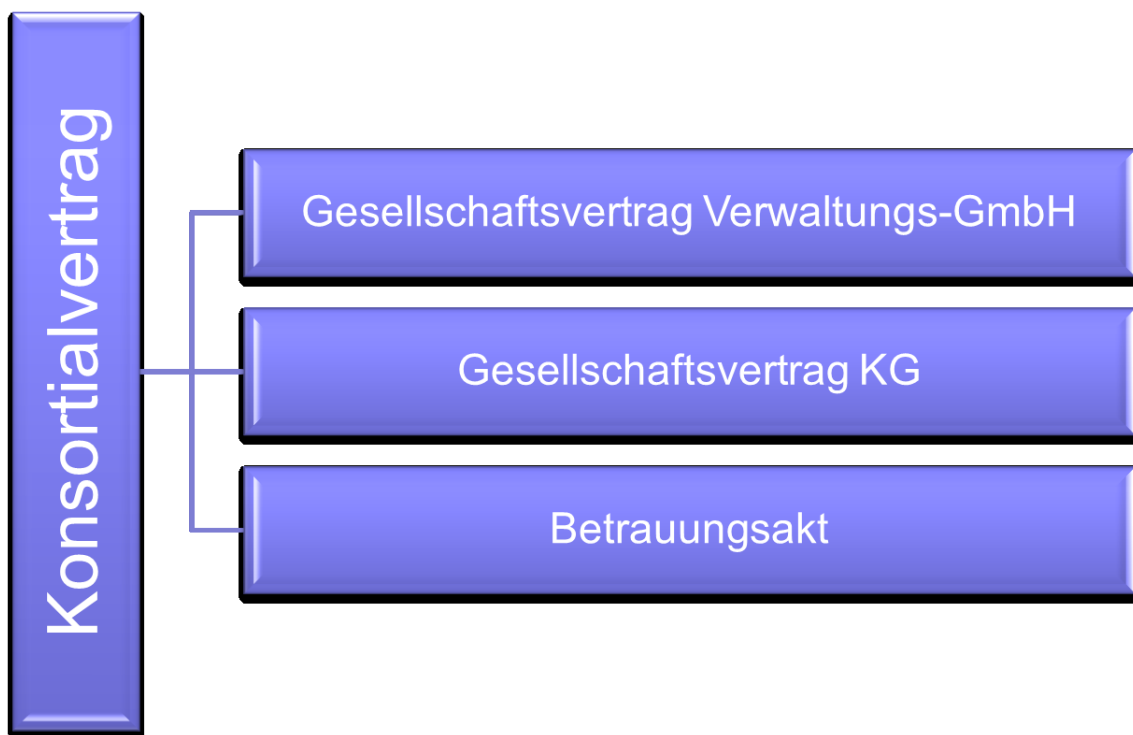 Konsortialvertrag
Gesellschaftsvertrag Verwaltungs-GmbH
Gesellschaftsvertrag KG
Betrauungsakt